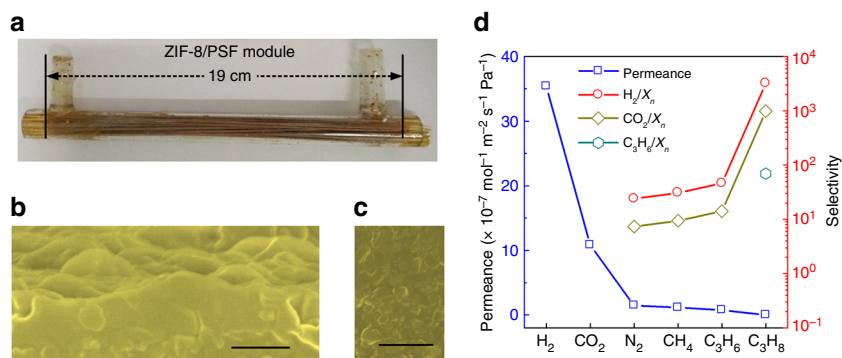 a
ZIF-8/PSF module
19 cm
b
c
d
Permeance (× 10⁻⁷ mol⁻¹ m⁻² s⁻¹ Pa⁻¹)
40
30
20
10
0
Permeance
H₂/Xₙ
CO₂/Xₙ
C₃H₆/Xₙ
10⁴
10³
10²
10¹
10⁰
10⁻¹
Selectivity
H₂ CO₂ N₂ CH₄ C₃H₆ C₃H₈